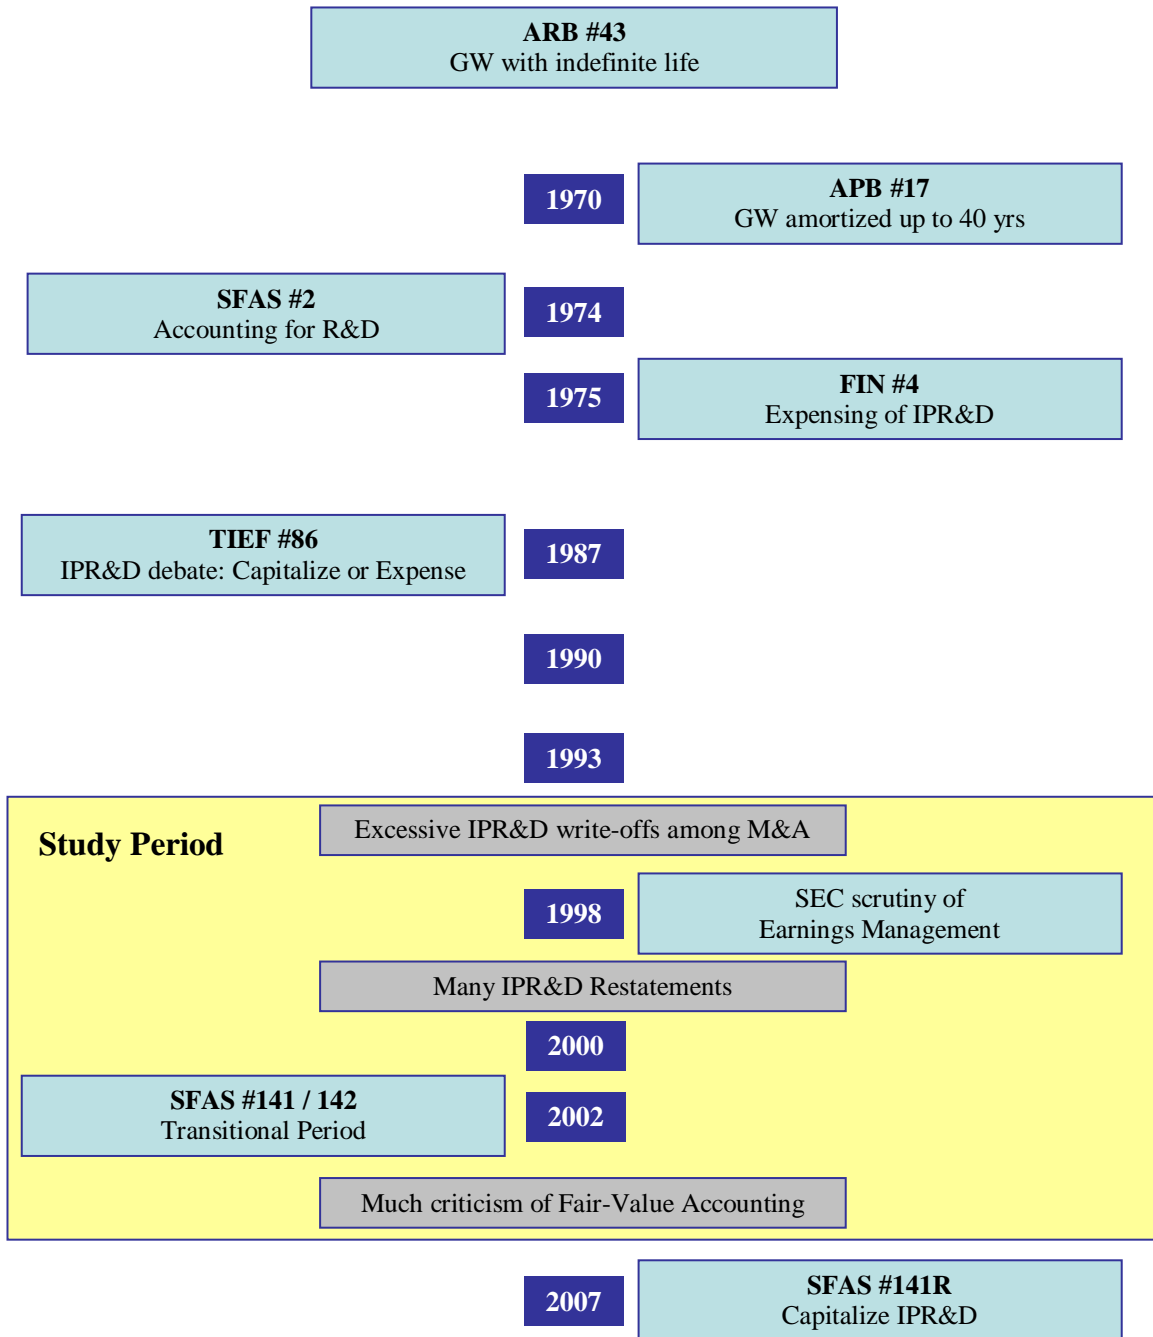 ARB #43
GW with indefinite life
1970
APB #17
GW amortized up to 40 yrs
SFAS #2
Accounting for R&D
1974
1975
FIN #4
Expensing of IPR&D
TIEF #86
IPR&D debate: Capitalize or Expense
1987
1990
1993
Study Period
Excessive IPR&D write-offs among M&A
1998
SEC scrutiny of
Earnings Management
Many IPR&D Restatements
2000
SFAS #141 / 142
Transitional Period
2002
Much criticism of Fair-Value Accounting
2007
SFAS #141R
Capitalize IPR&D